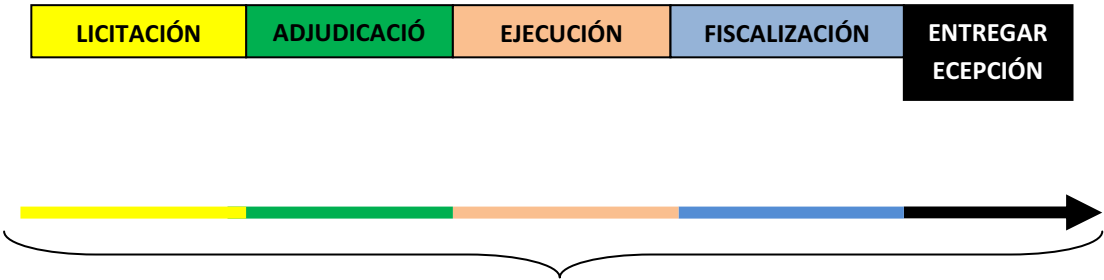 LICITACIÓN
ADJUDICACIÓ
EJECUCIÓN
FISCALIZACIÓN
ENTREGAR
ECEPCIÓN